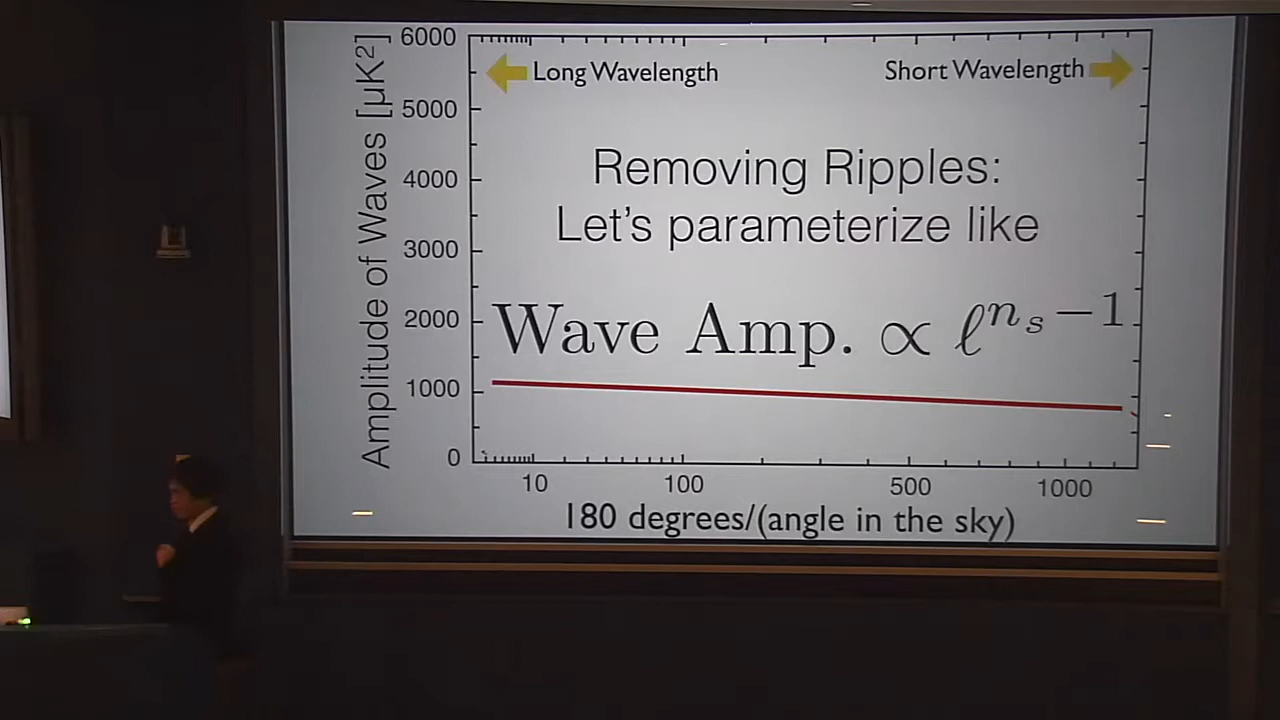 Amplitude of Waves [μK²]
6000
5000
4000
3000
2000
1000
0
Long Wavelength
Short Wavelength
Removing Ripples:
Let's parameterize like
Wave Amp. ∝ ℓ^{n_s−1}
10 100 500 1000
180 degrees/(angle in the sky)